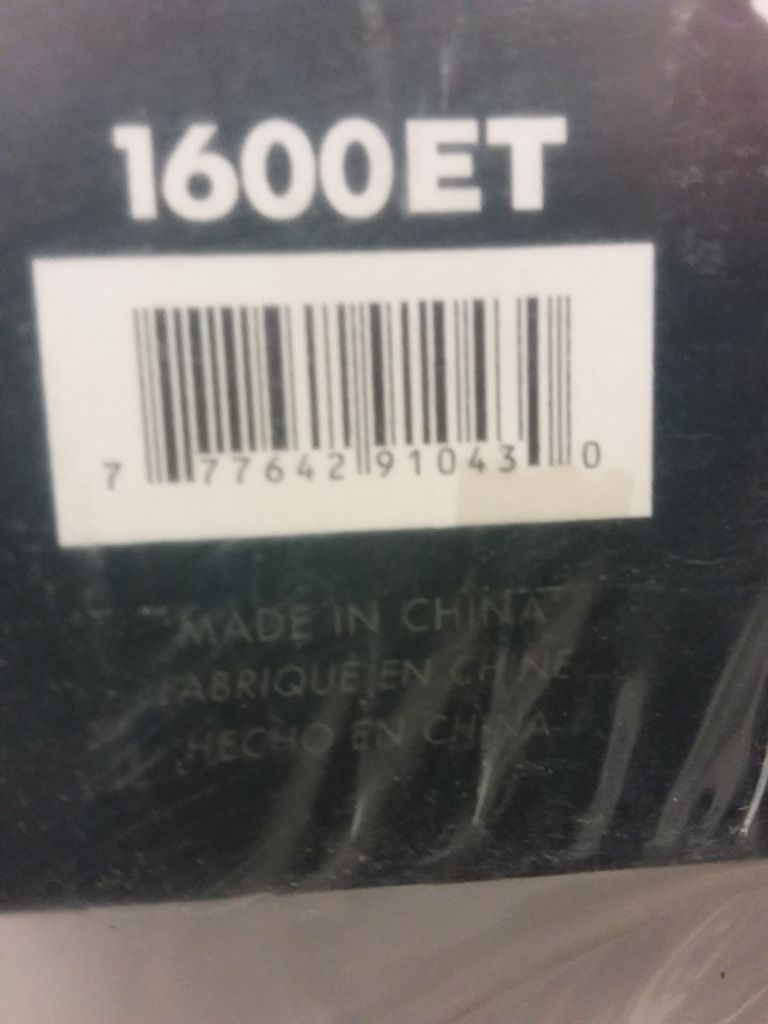 1600ET
7 77642 91043 0
MADE IN CHINA
FABRIQUE EN CHINE
HECHO EN CHINA